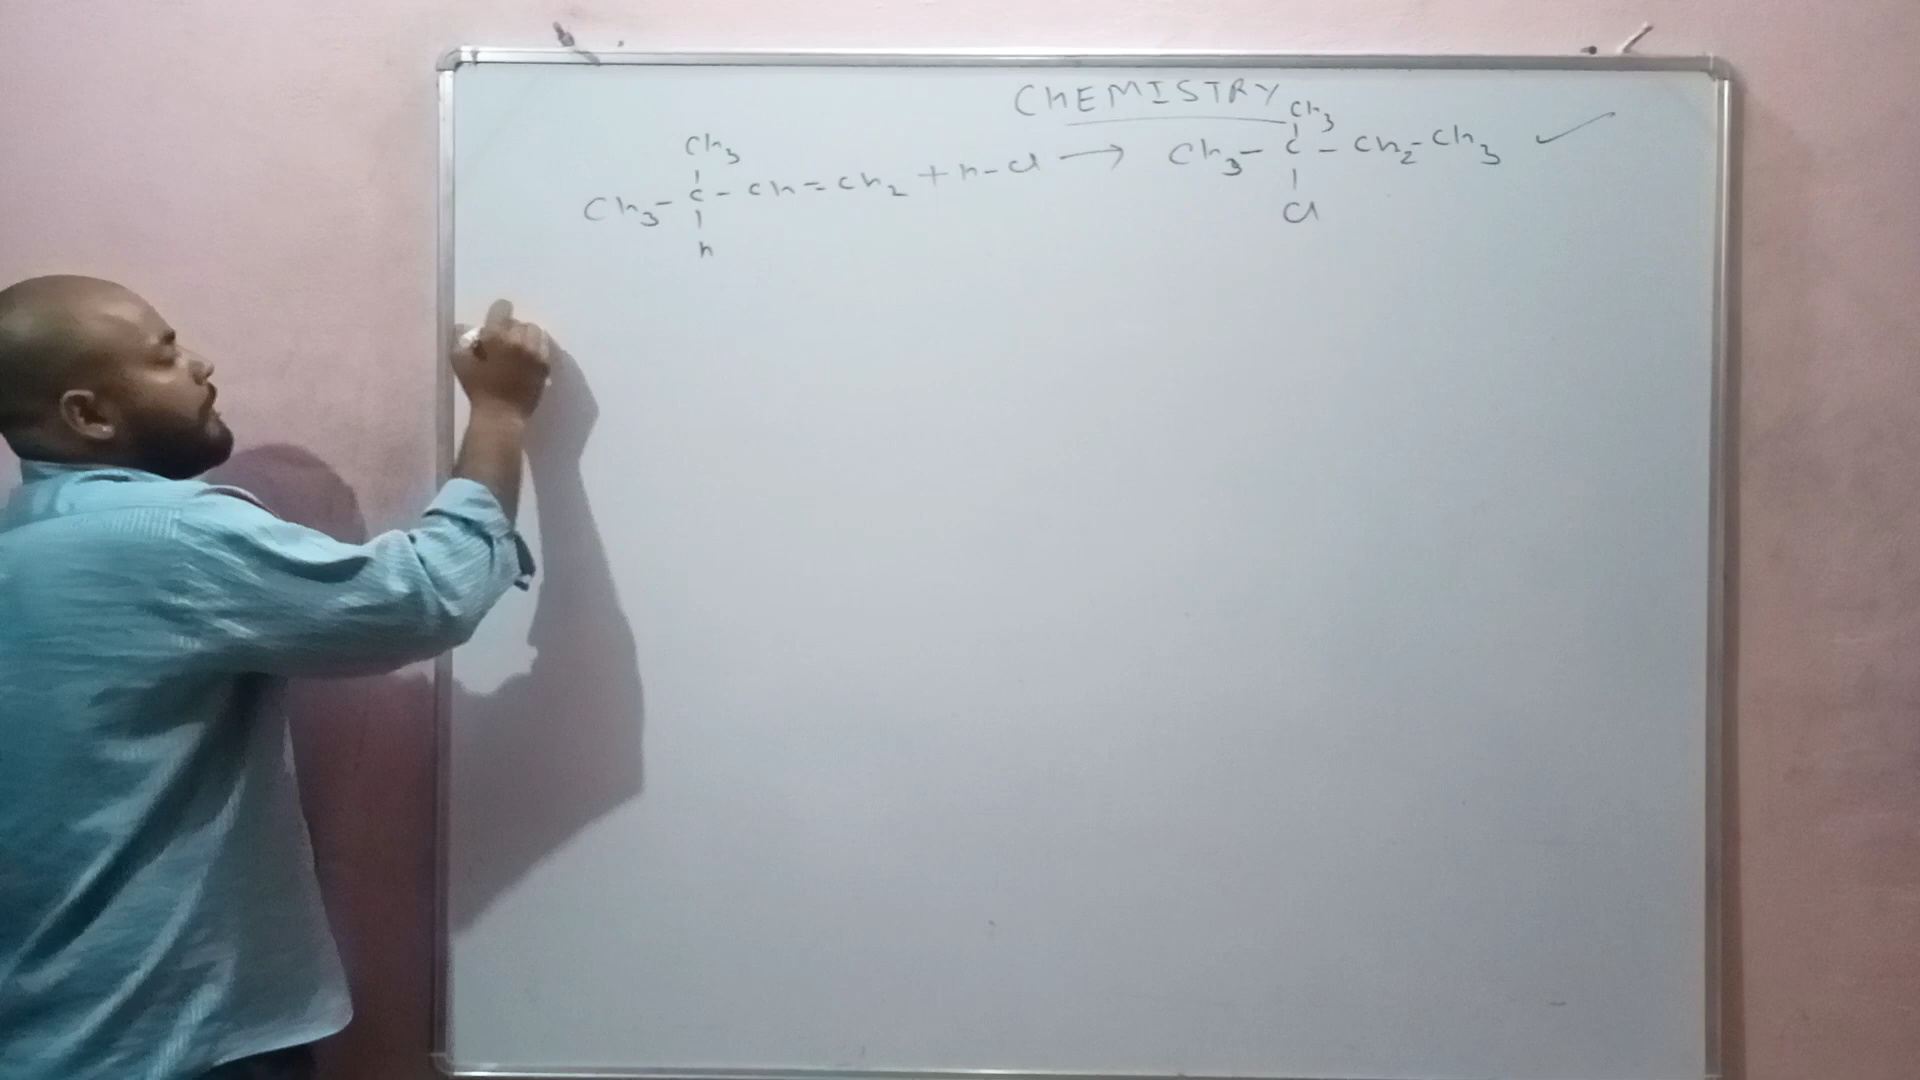 CHEMISTRY
CH3 CH3
CH3-C-CH=CH2+H-Cl⟶CH3-C-CH2-CH3 ✓
H Cl